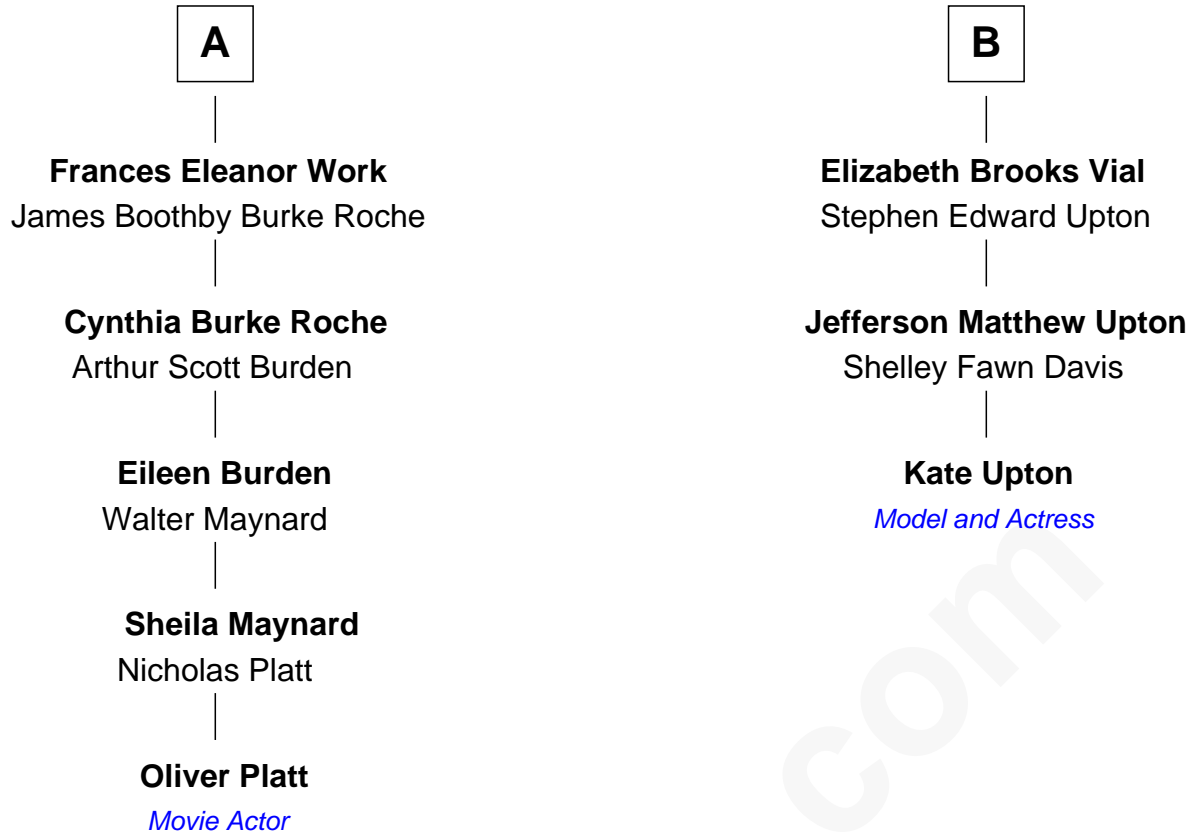 A
Frances Eleanor Work
James Boothby Burke Roche
Cynthia Burke Roche
Arthur Scott Burden
Eileen Burden
Walter Maynard
Sheila Maynard
Nicholas Platt
Oliver Platt
Movie Actor
B
Elizabeth Brooks Vial
Stephen Edward Upton
Jefferson Matthew Upton
Shelley Fawn Davis
Kate Upton
Model and Actress
com